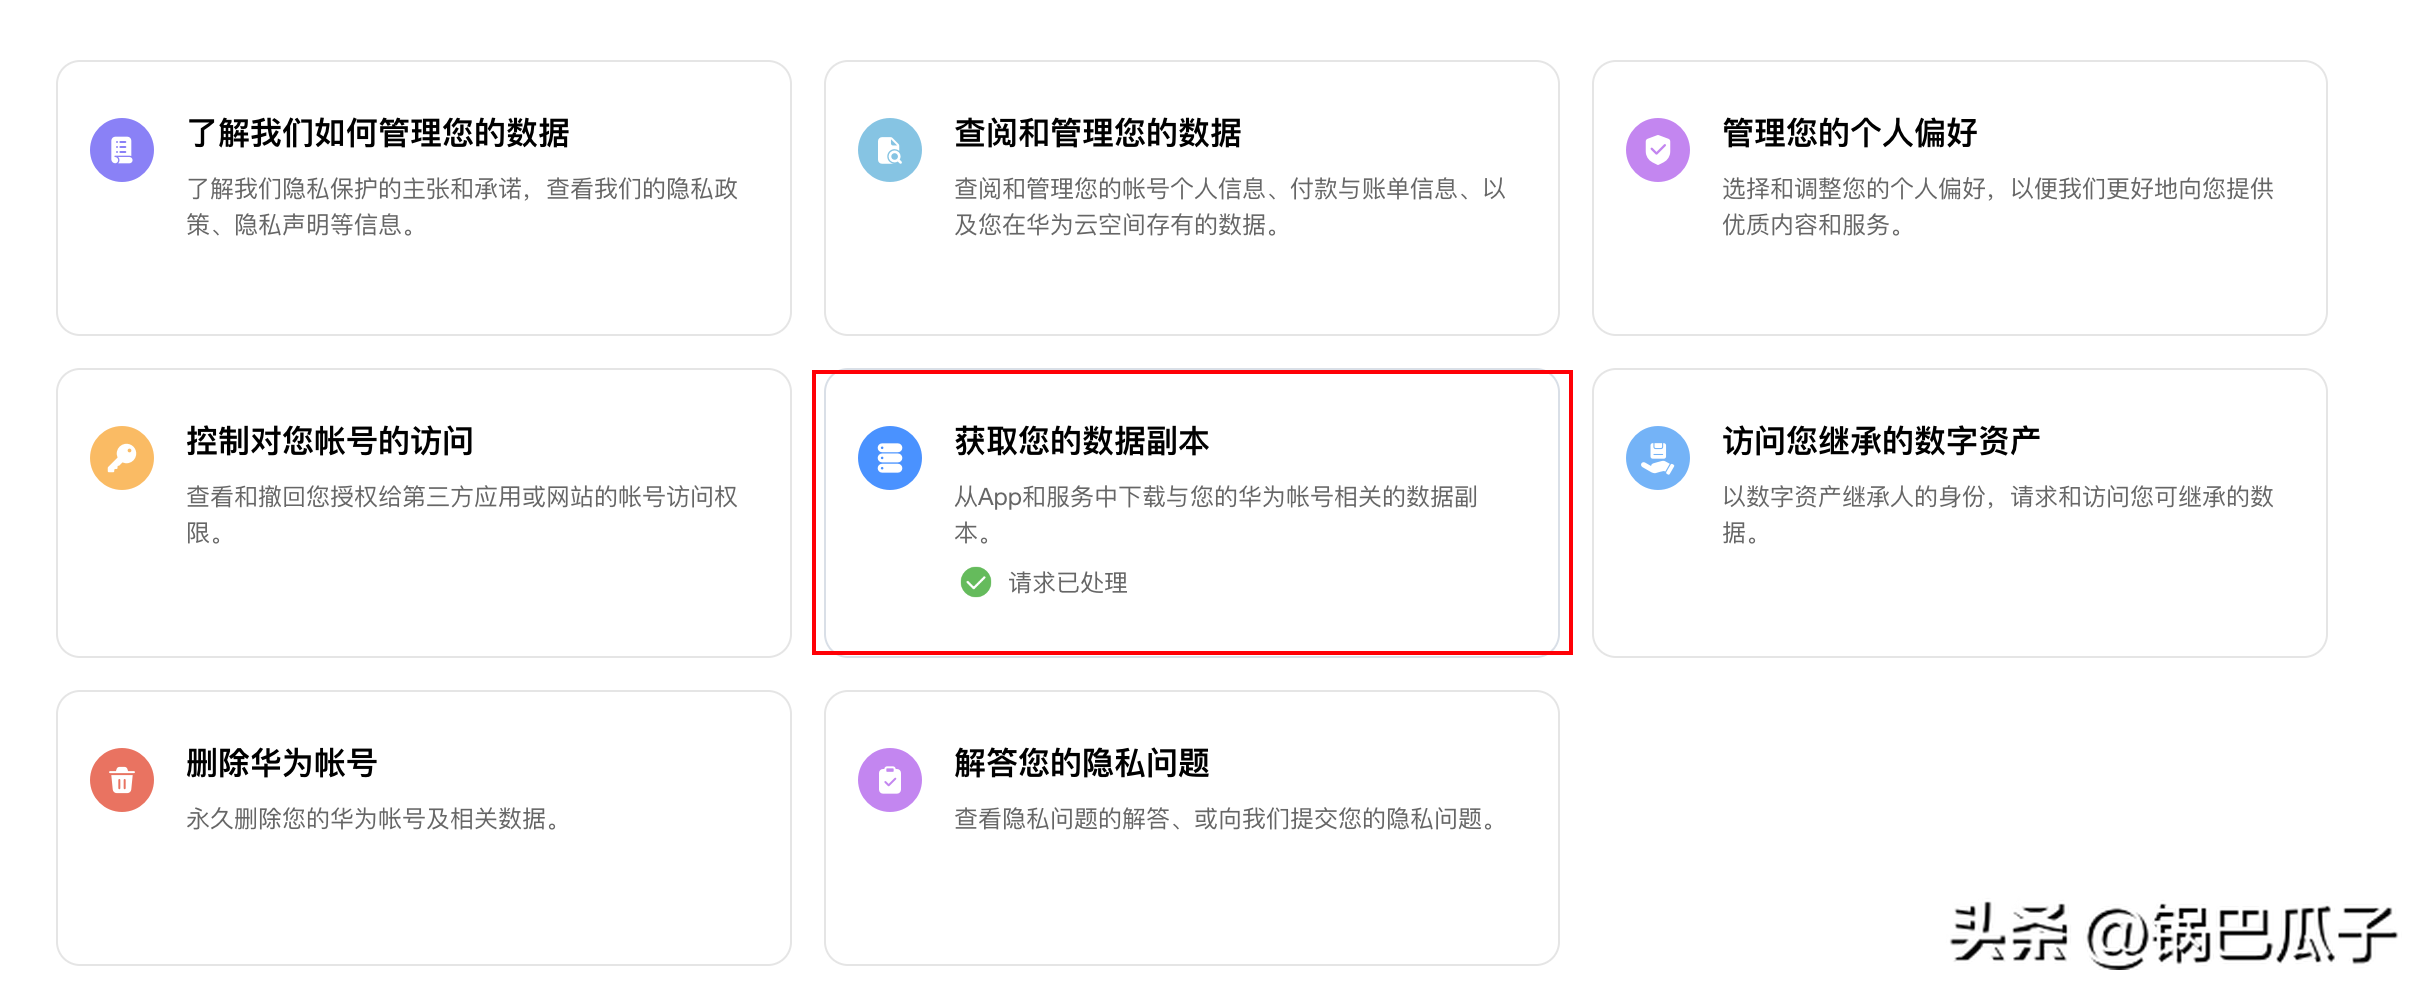 了解我们如何管理您的数据
了解我们隐私保护的主张和承诺，查看我们的隐私政
策、隐私声明等信息。
查阅和管理您的数据
查阅和管理您的帐号个人信息、付款与账单信息、以
及您在华为云空间存有的数据。
管理您的个人偏好
选择和调整您的个人偏好，以便我们更好地向您提供
优质内容和服务。
控制对您帐号的访问
查看和撤回您授权给第三方应用或网站的帐号访问权
限。
获取您的数据副本
从App和服务中下载与您的华为帐号相关的数据副
本。
请求已处理
访问您继承的数字资产
以数字资产继承人的身份，请求和访问您可继承的数
据。
删除华为帐号
永久删除您的华为帐号及相关数据。
解答您的隐私问题
查看隐私问题的解答、或向我们提交您的隐私问题。
头条 @锅巴瓜子